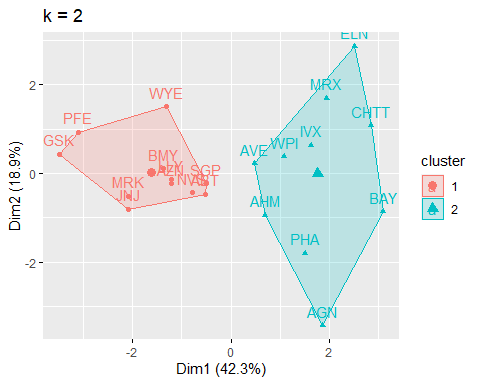 k = 2
ELN
MRX
WYE
CHTT
PFE
IVX
GSK
WPI
AVE
BMY
AZN
SGP
NVS
ABT
MRK
JNJ
BAY
AHM
PHA
AGN
2
0
-2
-2
0
2
Dim1 (42.3%)
Dim2 (18.9%)
cluster
a 1
a 2